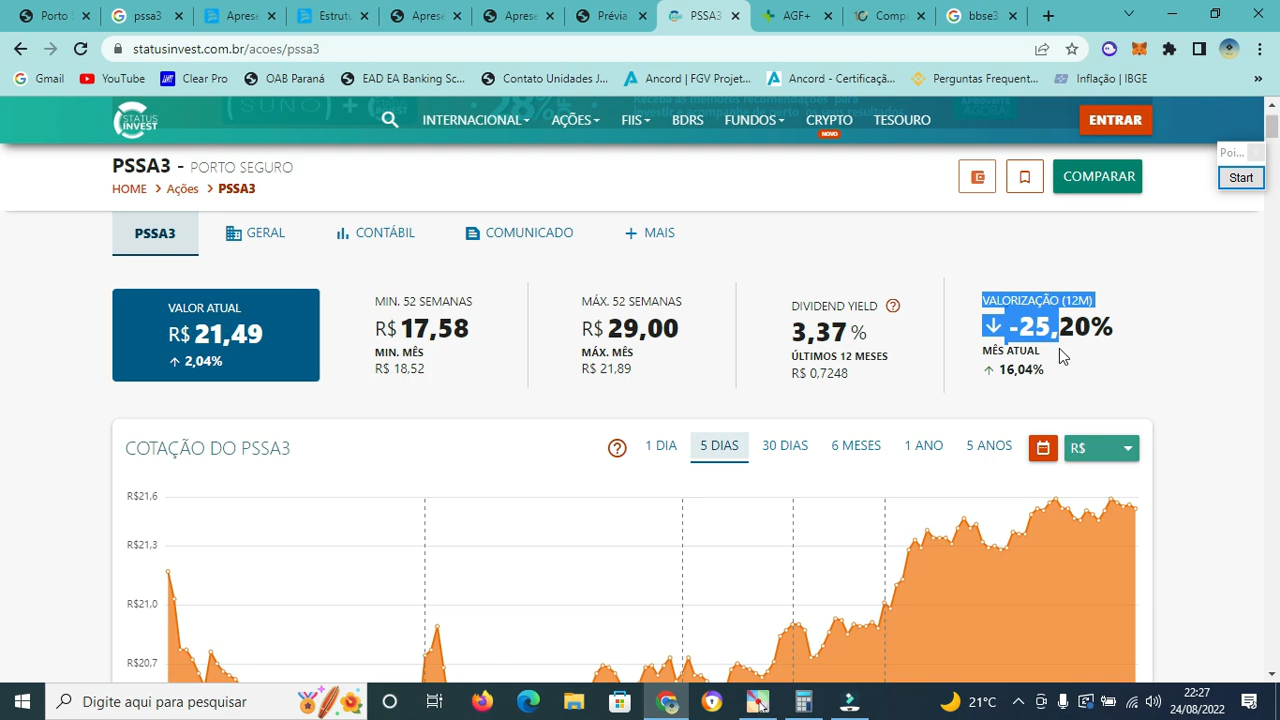 Porto S
pssa3
Aprese
Estrutu
Aprese
Aprese
Prévia
PSSA3
AGF+
Compa
bbse3
statusinvest.com.br/acoes/pssa3
Gmail
YouTube
Clear Pro
OAB Paraná
EAD EA Banking Sc...
Contato Unidades J...
Ancord | FGV Projet...
Ancord - Certificaçã...
Perguntas Frequent...
Inflação | IBGE
»
STATUS INVEST
INTERNACIONAL
AÇÕES
FIIS
BDRS
FUNDOS
CRYPTO
NOVO
TESOURO
ENTRAR
Poi...
Start
PSSA3 - PORTO SEGURO
HOME > Ações > PSSA3
COMPARAR
PSSA3
GERAL
CONTÁBIL
COMUNICADO
+ MAIS
VALOR ATUAL
R$ 21,49
2,04%
MIN. 52 SEMANAS
R$ 17,58
MIN. MÊS
R$ 18,52
MÁX. 52 SEMANAS
R$ 29,00
MÁX. MÊS
R$ 21,89
DIVIDEND YIELD
3,37 %
ÚLTIMOS 12 MESES
R$ 0,7248
VALORIZAÇÃO (12M)
-25,20%
MÊS ATUAL
16,04%
COTAÇÃO DO PSSA3
1 DIA
5 DIAS
30 DIAS
6 MESES
1 ANO
5 ANOS
R$
R$21,6
R$21,3
R$21,0
R$20,7
Digite aqui para pesquisar
21°C
22:27
24/08/2022